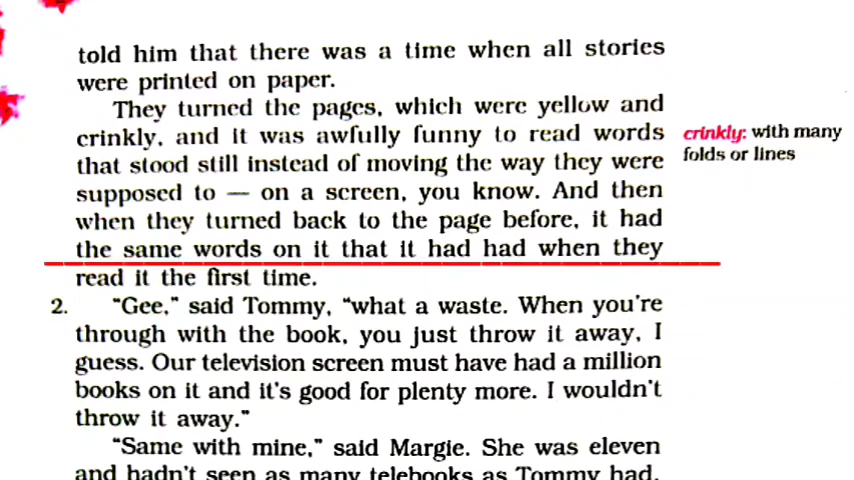 told him that there was a time when all stories
were printed on paper.
They turned the pages, which were yellow and
crinkly, and it was awfully funny to read words
that stood still instead of moving the way they were
supposed to — on a screen, you know. And then
when they turned back to the page before, it had
the same words on it that it had had when they
read it the first time.
crinkly: with many
folds or lines
2. "Gee," said Tommy, "what a waste. When you're
through with the book, you just throw it away, I
guess. Our television screen must have had a million
books on it and it's good for plenty more. I wouldn't
throw it away."
"Same with mine," said Margie. She was eleven
and hadn't seen as many telebooks as Tommy had.